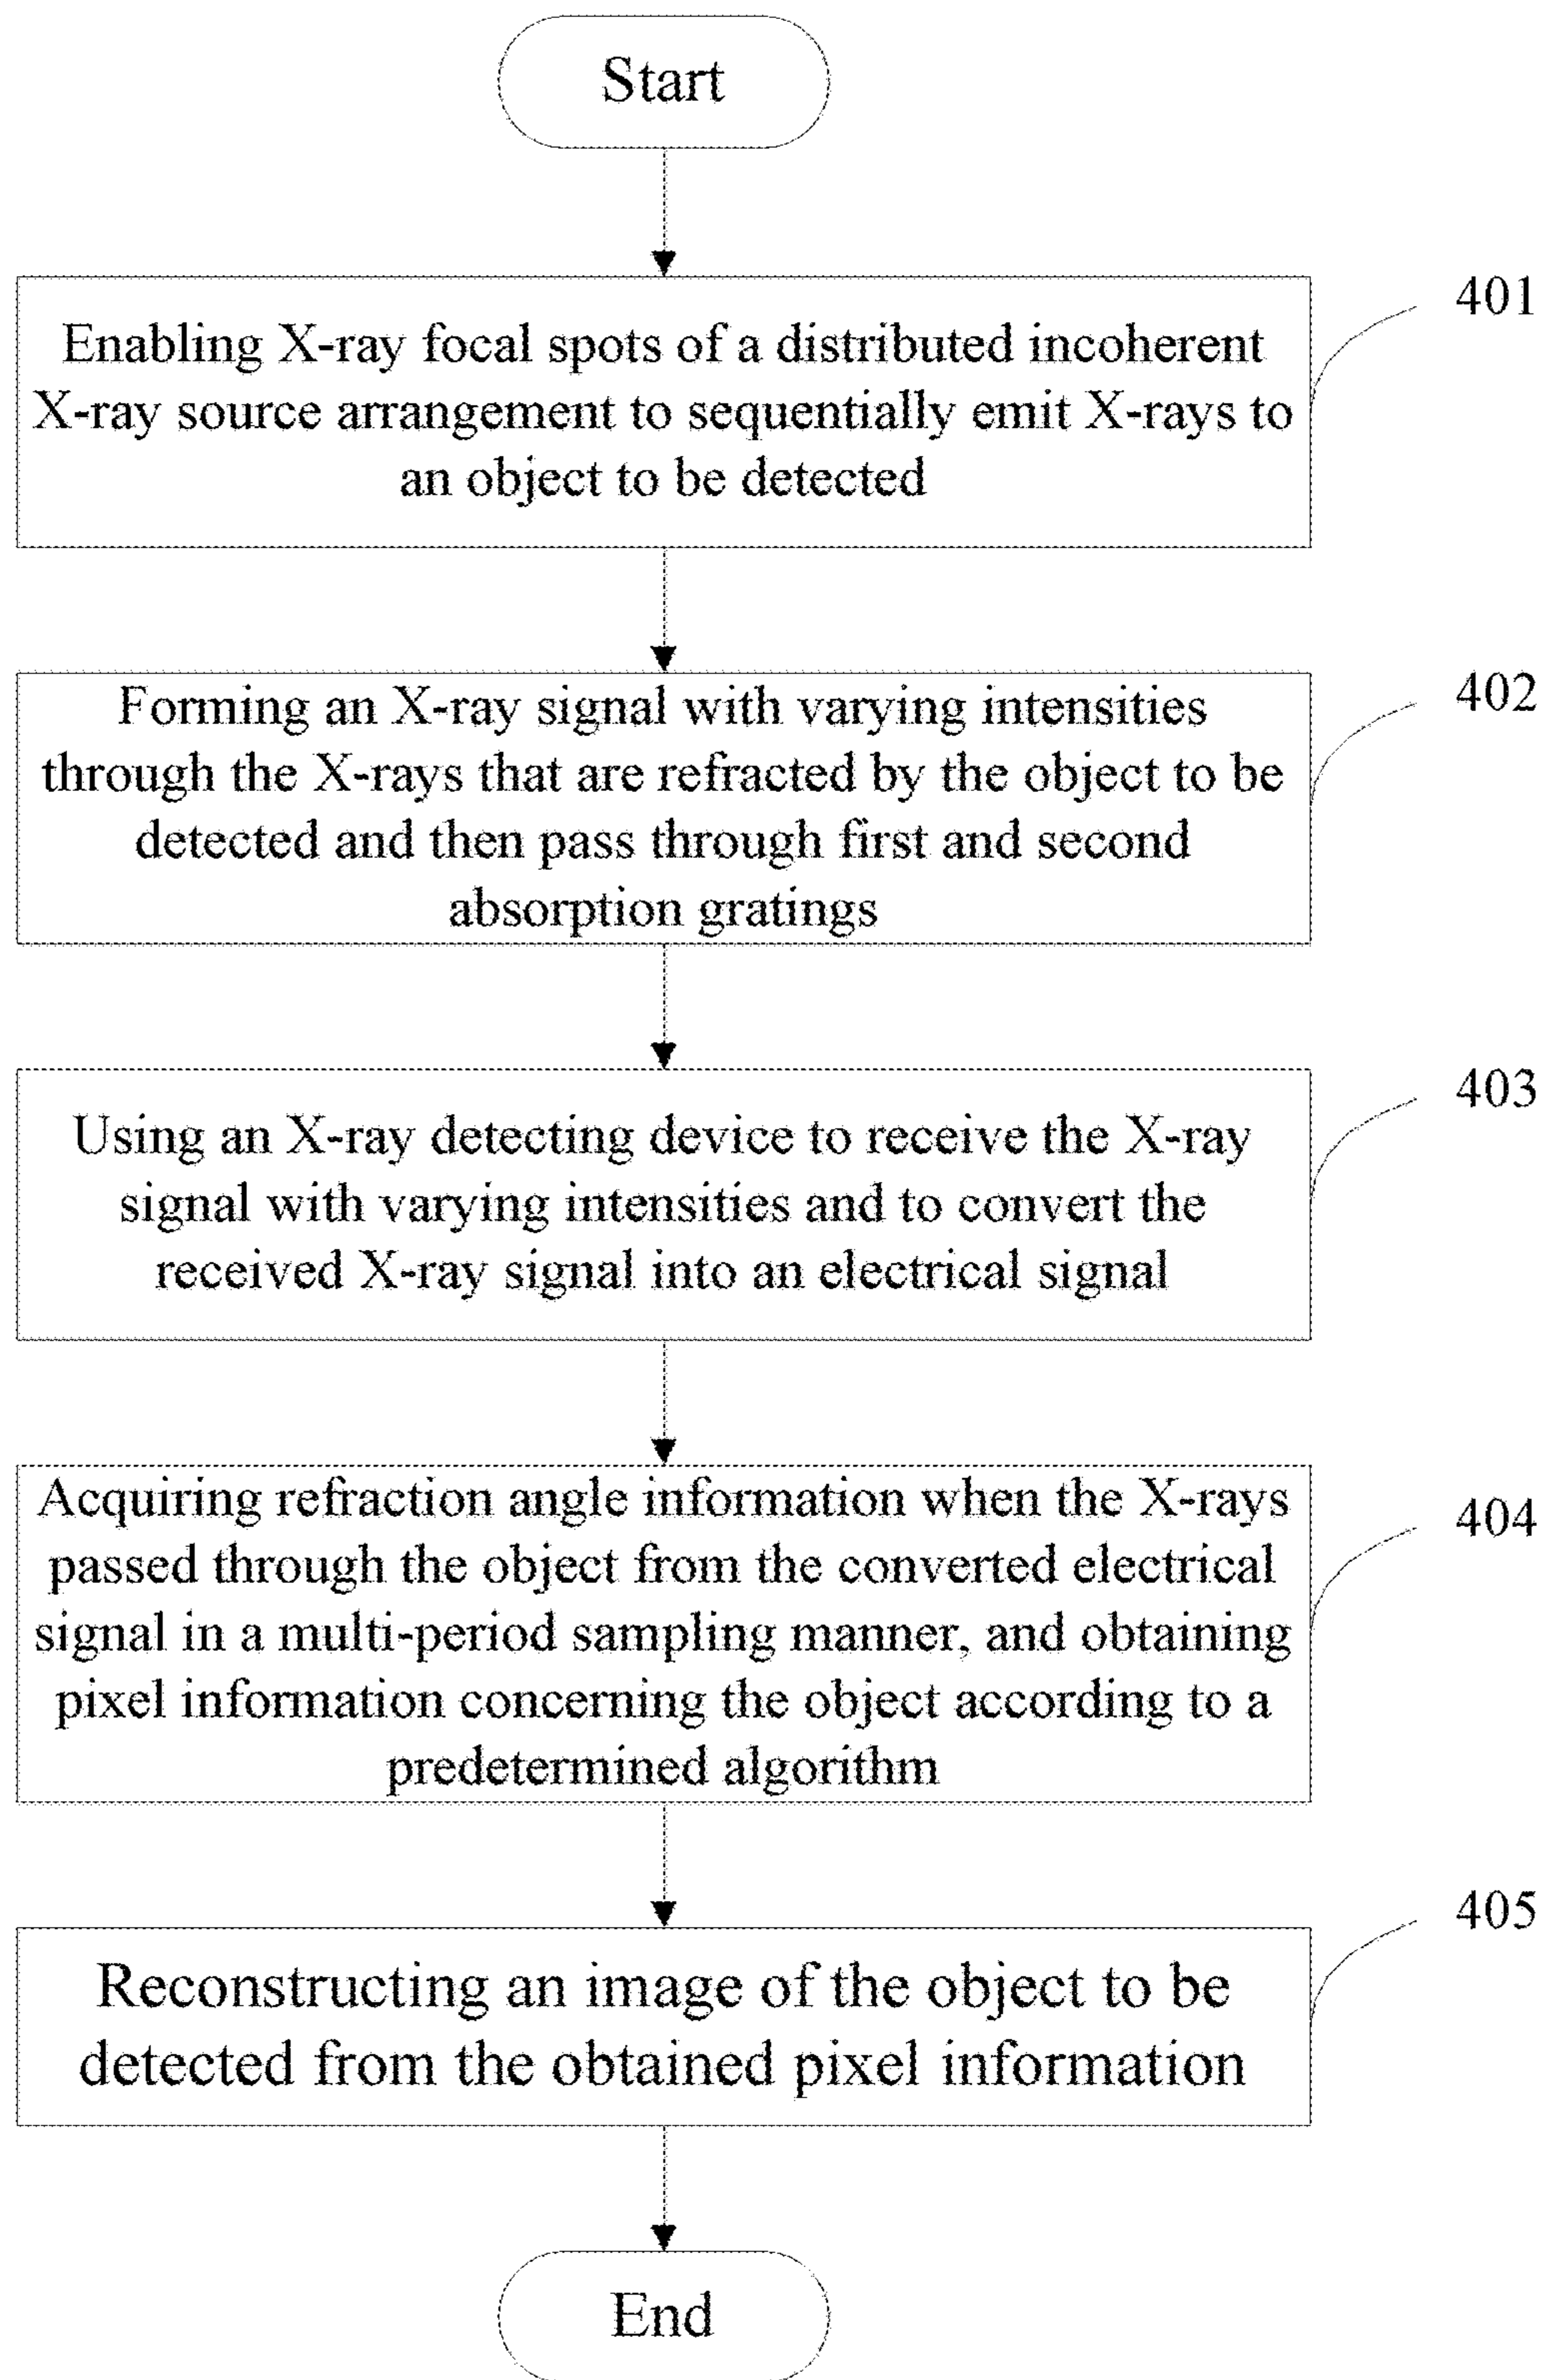 Start
401
Enabling X-ray focal spots of a distributed incoherent
X-ray source arrangement to sequentially emit X-rays to
an object to be detected
402
Forming an X-ray signal with varying intensities
through the X-rays that are refracted by the object to be
detected and then pass through first and second
absorption gratings
403
Using an X-ray detecting device to receive the X-ray
signal with varying intensities and to convert the
received X-ray signal into an electrical signal
404
Acquiring refraction angle information when the X-rays
passed through the object from the converted electrical
signal in a multi-period sampling manner, and obtaining
pixel information concerning the object according to a
predetermined algorithm
405
Reconstructing an image of the object to be
detected from the obtained pixel information
End